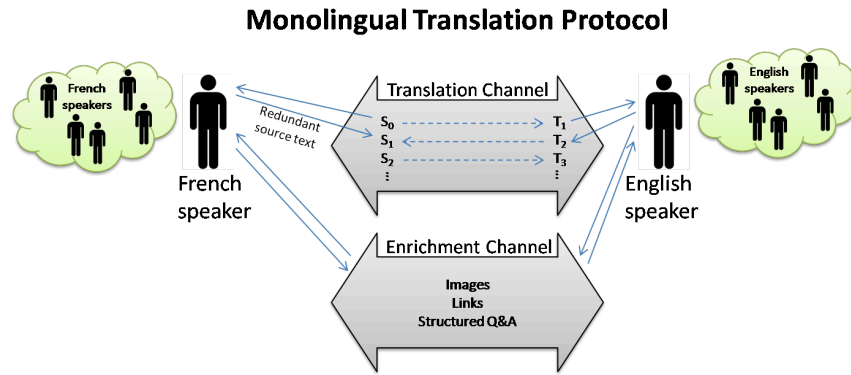 Monolingual Translation Protocol
French
speakers
English
speakers
Translation Channel
Redundant
source text
S₀ T₁
S₁ T₂
S₂ T₃
⋮ ⋮
French
speaker
English
speaker
Enrichment Channel
Images
Links
Structured Q&A